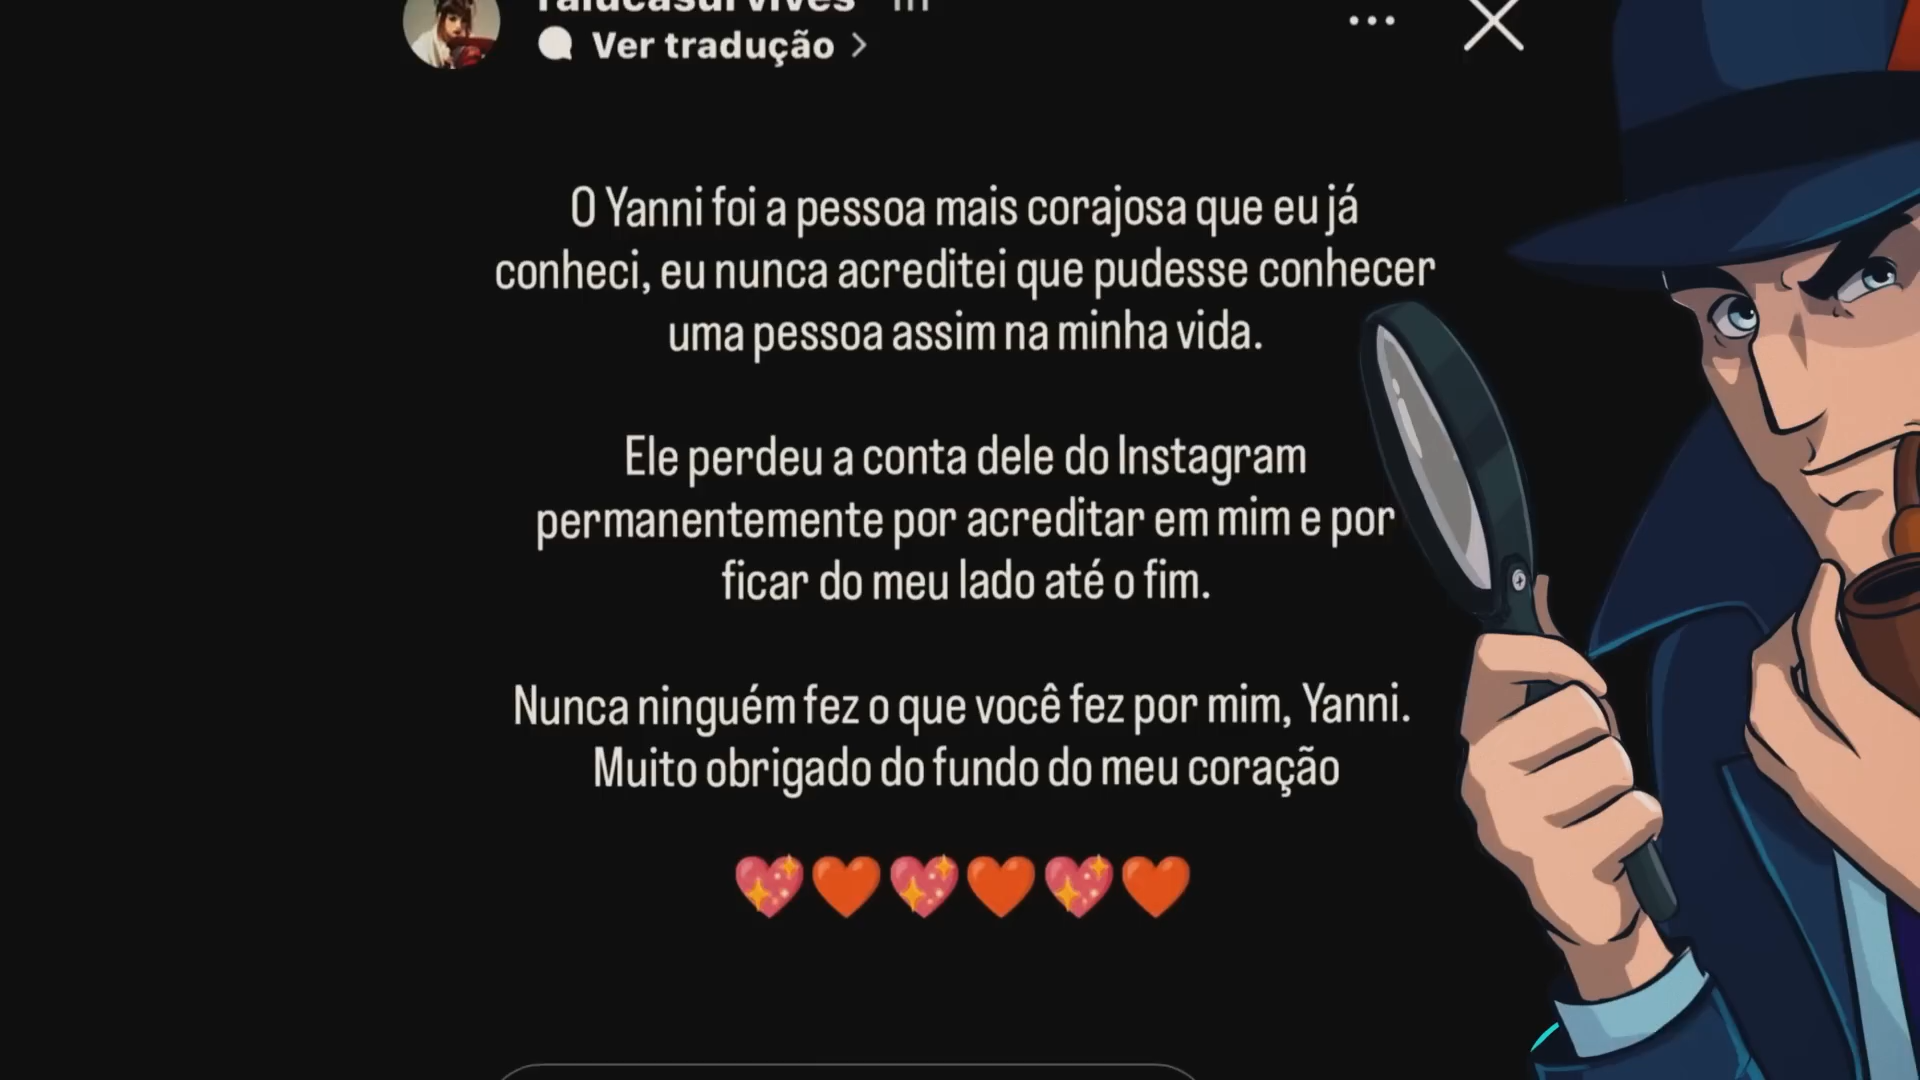 Ver tradução
O Yanni foi a pessoa mais corajosa que eu já
conheci, eu nunca acreditei que pudesse conhecer
uma pessoa assim na minha vida.
Ele perdeu a conta dele do Instagram
permanentemente por acreditar em mim e por
ficar do meu lado até o fim.
Nunca ninguém fez o que você fez por mim, Yanni.
Muito obrigado do fundo do meu coração
💖🧡💖🧡💖🧡